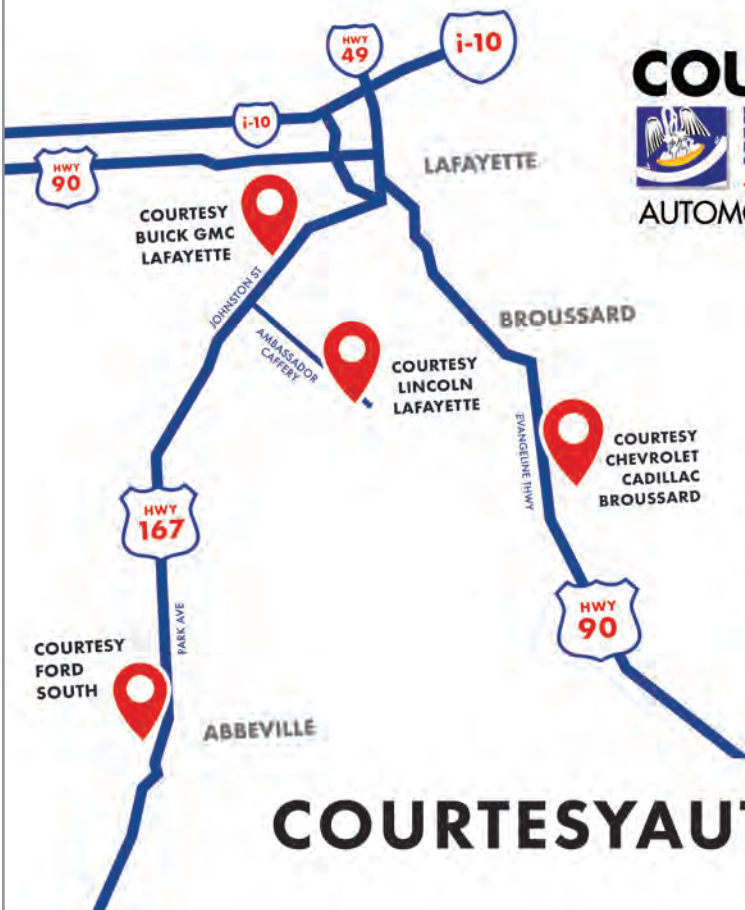 HWY
49
i-10
COU
i-10
HWY
90
LAFAYETTE
AUTOMO
COURTESY
BUICK GMC
LAFAYETTE
JOHNSTON ST
BROUSSARD
AMBASSADOR
CAFFERY
COURTESY
LINCOLN
LAFAYETTE
EVANGELINE THWY
COURTESY
CHEVROLET
CADILLAC
BROUSSARD
HWY
167
HWY
90
PARK AVE
COURTESY
FORD
SOUTH
ABBEVILLE
COURTESYAUT